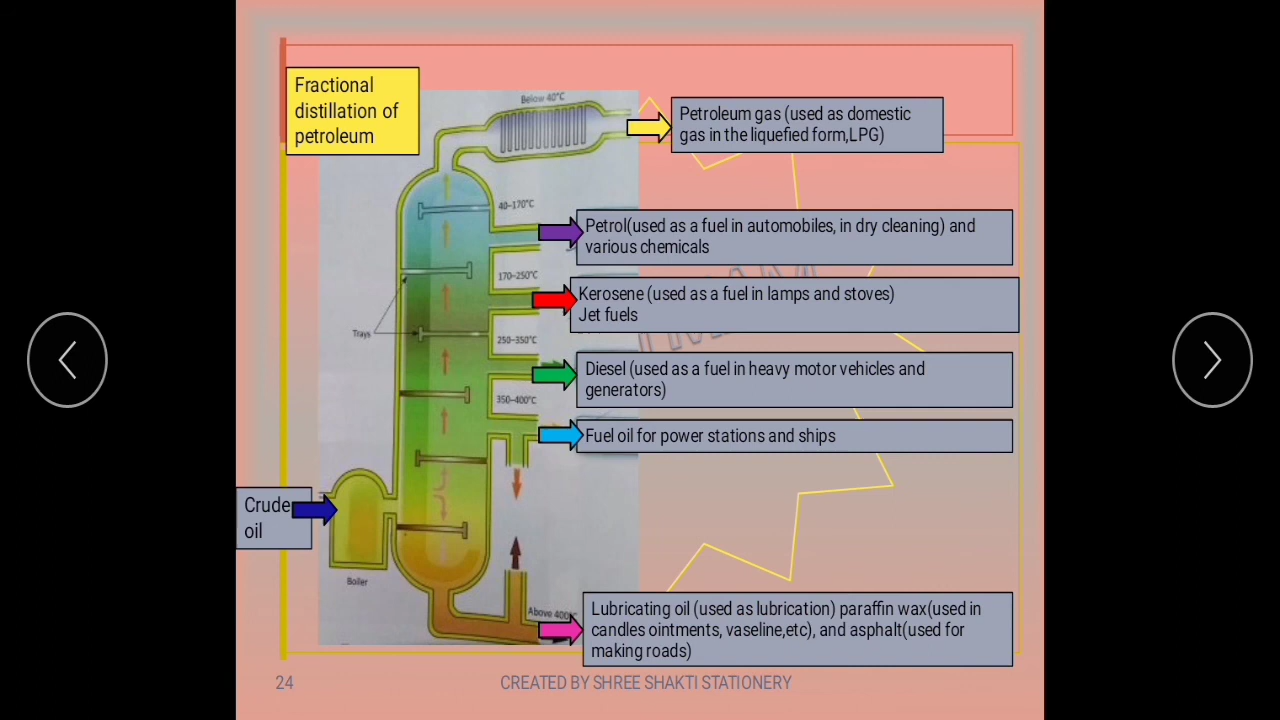 Fractional
distillation of
petroleum
Below 40°C
Petroleum gas (used as domestic
gas in the liquefied form,LPG)
40–170°C
Petrol(used as a fuel in automobiles, in dry cleaning) and
various chemicals
170–250°C
Kerosene (used as a fuel in lamps and stoves)
Jet fuels
Trays
250–350°C
Diesel (used as a fuel in heavy motor vehicles and
generators)
350–400°C
Fuel oil for power stations and ships
Crude
oil
Boiler
Above 400°C
Lubricating oil (used as lubrication) paraffin wax(used in
candles ointments, vaseline,etc), and asphalt(used for
making roads)
24
CREATED BY SHREE SHAKTI STATIONERY